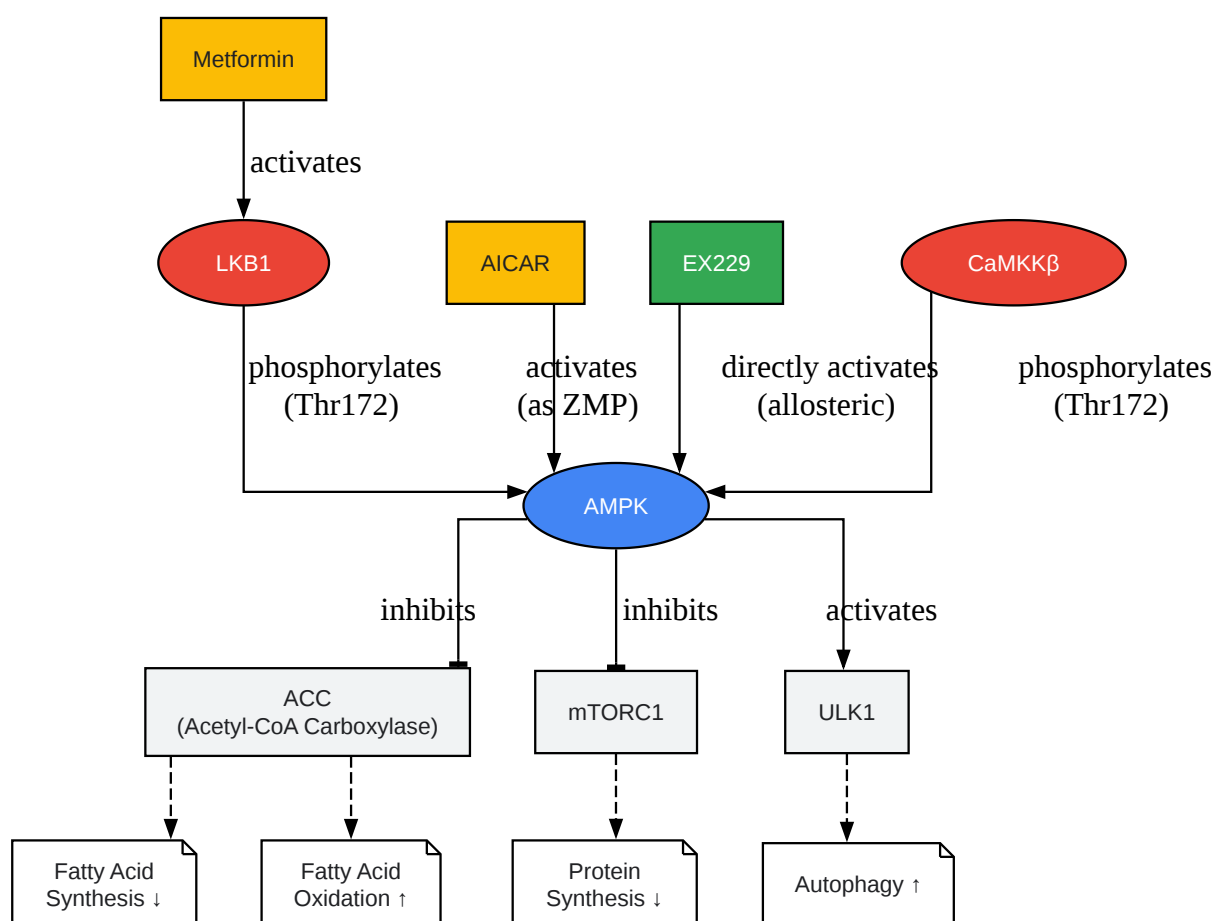 Metformin
activates
LKB1
AICAR
EX229
CaMKKβ
phosphorylates
(Thr172)
activates
(as ZMP)
directly activates
(allosteric)
phosphorylates
(Thr172)
AMPK
inhibits
inhibits
activates
ACC
(Acetyl-CoA Carboxylase)
mTORC1
ULK1
Fatty Acid
Synthesis ↓
Fatty Acid
Oxidation ↑
Protein
Synthesis ↓
Autophagy ↑